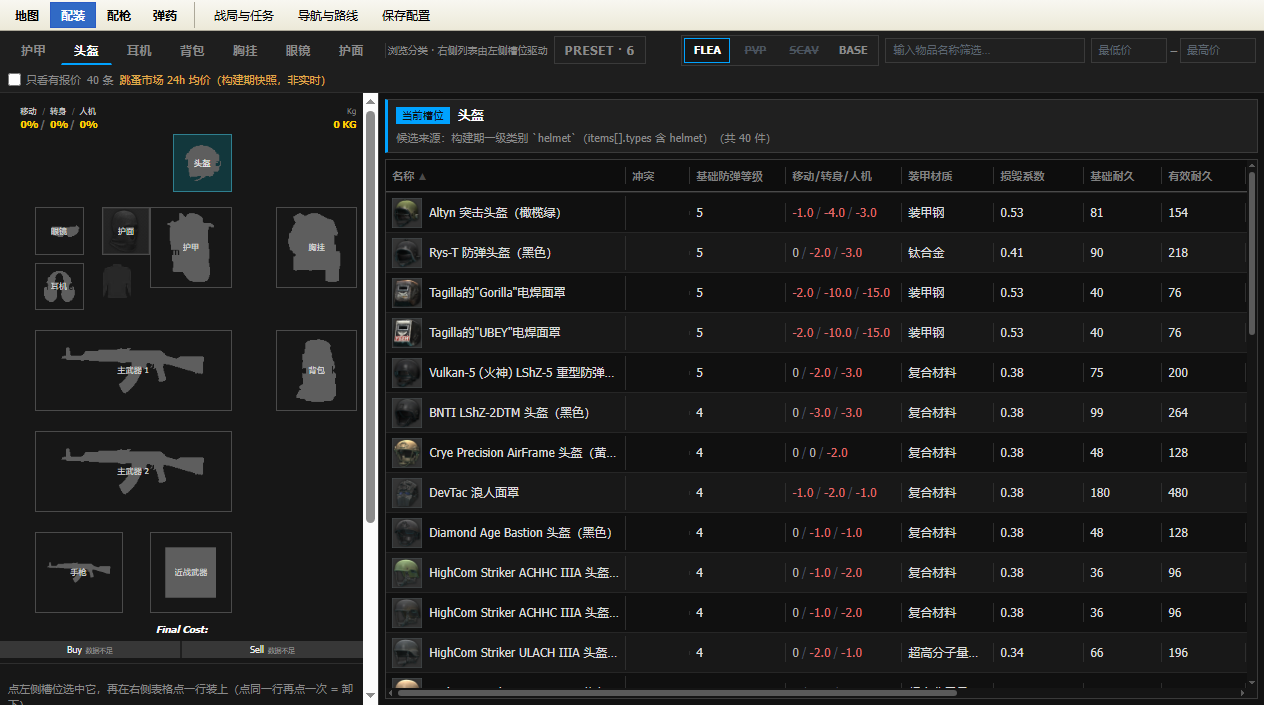 地图 配装 配枪 弹药 战局与任务 导航与路线 保存配置
护甲 头盔 耳机 背包 胸挂 眼镜 护面 浏览分类 · 右侧列表由左侧槽位驱动 PRESET · 6 FLEA PVP SCAV BASE 输入物品名称筛选... 最低价 – 最高价
只看有报价 40 条 跳蚤市场 24h 均价（构建期快照，非实时）
移动 / 转身 / 人机 Kg
0% / 0% / 0% 0 KG
头盔
眼镜 护面 护甲 胸挂
耳机
主武器 1 背包
主武器 2
手枪 近战武器
Final Cost:
Buy 数据不足 Sell 数据不足
点左侧槽位选中它，再在右侧表格点一行装上（点同一行再点一次 = 卸
下）
当前槽位 头盔
候选来源：构建期一级类别 `helmet`（items[].types 含 helmet）（共 40 件）
名称 ▲ 冲突 基础防弹等级 移动/转身/人机 装甲材质 损毁系数 基础耐久 有效耐久
Altyn 突击头盔（橄榄绿） 5 -1.0 / -4.0 / -3.0 装甲钢 0.53 81 154
Rys-T 防弹头盔（黑色） 5 0 / -2.0 / -3.0 钛合金 0.41 90 218
Tagilla的"Gorilla"电焊面罩 5 -2.0 / -10.0 / -15.0 装甲钢 0.53 40 76
Tagilla的"UBEY"电焊面罩 5 -2.0 / -10.0 / -15.0 装甲钢 0.53 40 76
Vulkan-5 (火神) LShZ-5 重型防弹... 5 0 / -2.0 / -3.0 复合材料 0.38 75 200
BNTI LShZ-2DTM 头盔（黑色） 4 0 / -3.0 / -3.0 复合材料 0.38 99 264
Crye Precision AirFrame 头盔（黄... 4 0 / 0 / -2.0 复合材料 0.38 48 128
DevTac 浪人面罩 4 -1.0 / -2.0 / -1.0 复合材料 0.38 180 480
Diamond Age Bastion 头盔（黑色） 4 0 / -1.0 / -1.0 复合材料 0.38 48 128
HighCom Striker ACHHC IIIA 头盔... 4 0 / -1.0 / -2.0 复合材料 0.38 36 96
HighCom Striker ACHHC IIIA 头盔... 4 0 / -1.0 / -2.0 复合材料 0.38 36 96
HighCom Striker ULACH IIIA 头盔... 4 0 / -2.0 / -1.0 超高分子量... 0.34 66 196